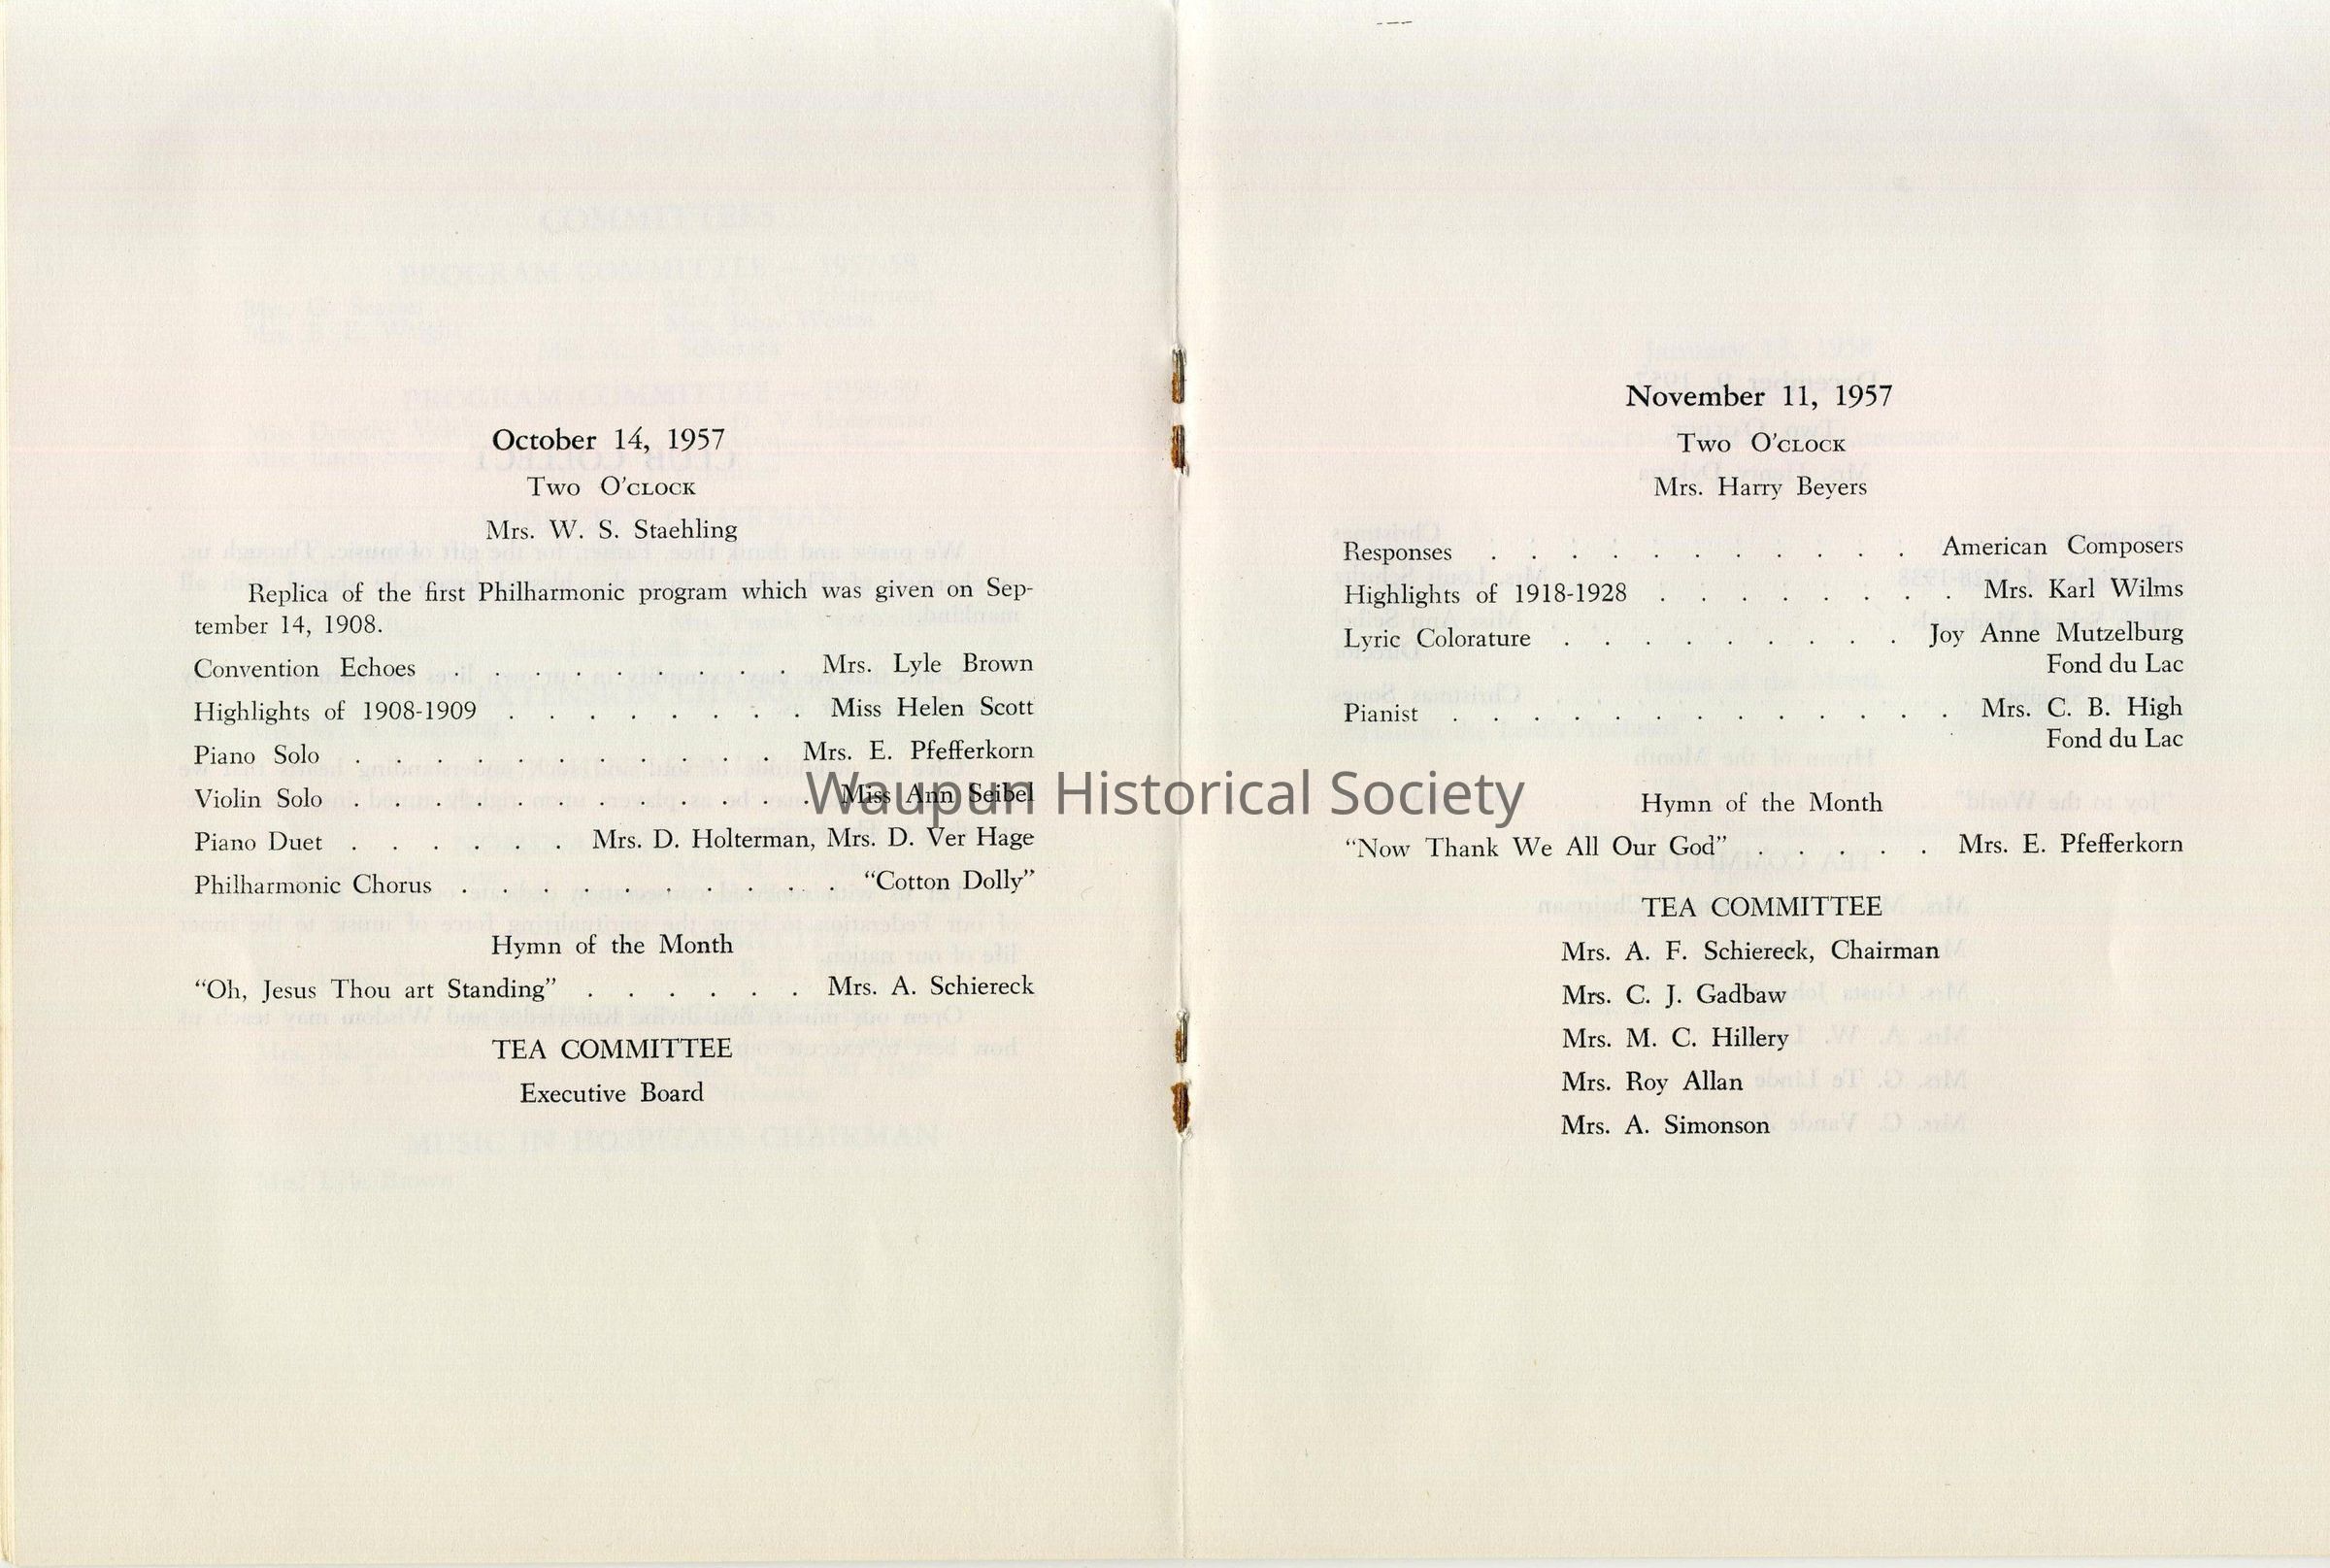 October 14, 1957
Two O'clock
Mrs. W. S. Staehling
Replica of the first Philharmonic program which was given on Sep-
tember 14, 1908.
Convention Echoes . . . . . . . . . Mrs. Lyle Brown
Highlights of 1908-1909 . . . . . . . . Miss Helen Scott
Piano Solo . . . . . . . . . . . Mrs. E. Pfefferkorn
Violin Solo . . . . . . . . . . . . Miss Ann Seibel
Piano Duet . . . . . . Mrs. D. Holterman, Mrs. D. Ver Hage
Philharmonic Chorus . . . . . . . . . . “Cotton Dolly”
Hymn of the Month
“Oh, Jesus Thou art Standing” . . . . . . Mrs. A. Schiereck
TEA COMMITTEE
Executive Board
November 11, 1957
Two O'clock
Mrs. Harry Beyers
Responses . . . . . . . . . . . American Composers
Highlights of 1918-1928 . . . . . . . . Mrs. Karl Wilms
Lyric Colorature . . . . . . . . . Joy Anne Mutzelburg
Fond du Lac
Pianist . . . . . . . . . . . . . Mrs. C. B. High
Fond du Lac
Hymn of the Month
“Now Thank We All Our God” . . . . . Mrs. E. Pfefferkorn
TEA COMMITTEE
Mrs. A. F. Schiereck, Chairman
Mrs. C. J. Gadbaw
Mrs. M. C. Hillery
Mrs. Roy Allan
Mrs. A. Simonson
Waupun Historical Society